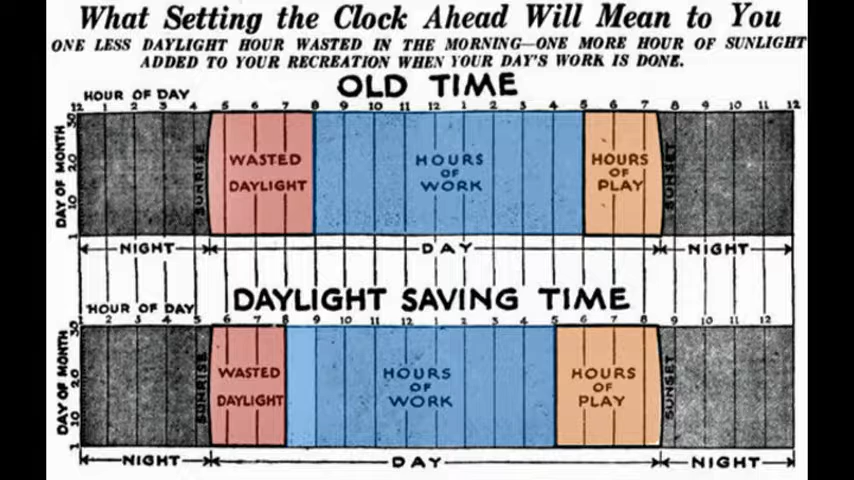 What Setting the Clock Ahead Will Mean to You
ONE LESS DAYLIGHT HOUR WASTED IN THE MORNING—ONE MORE HOUR OF SUNLIGHT
ADDED TO YOUR RECREATION WHEN YOUR DAY'S WORK IS DONE.
OLD TIME
HOUR OF DAY
12 1 2 3 4 5 6 7 8 9 10 11 12 1 2 3 4 5 6 7 8 9 10 11 12
DAY OF MONTH
30
20
10
1
SUNRISE
WASTED
DAYLIGHT
HOURS
OF
WORK
HOURS
OF
PLAY
SUNSET
NIGHT DAY NIGHT
DAYLIGHT SAVING TIME
HOUR OF DAY
1 2 3 4 5 6 7 8 9 10 11 12 1 2 3 4 5 6 7 8 9 10 11 12
DAY OF MONTH
30
20
10
1
SUNRISE
WASTED
DAYLIGHT
HOURS
OF
WORK
HOURS
OF
PLAY
SUNSET
NIGHT DAY NIGHT